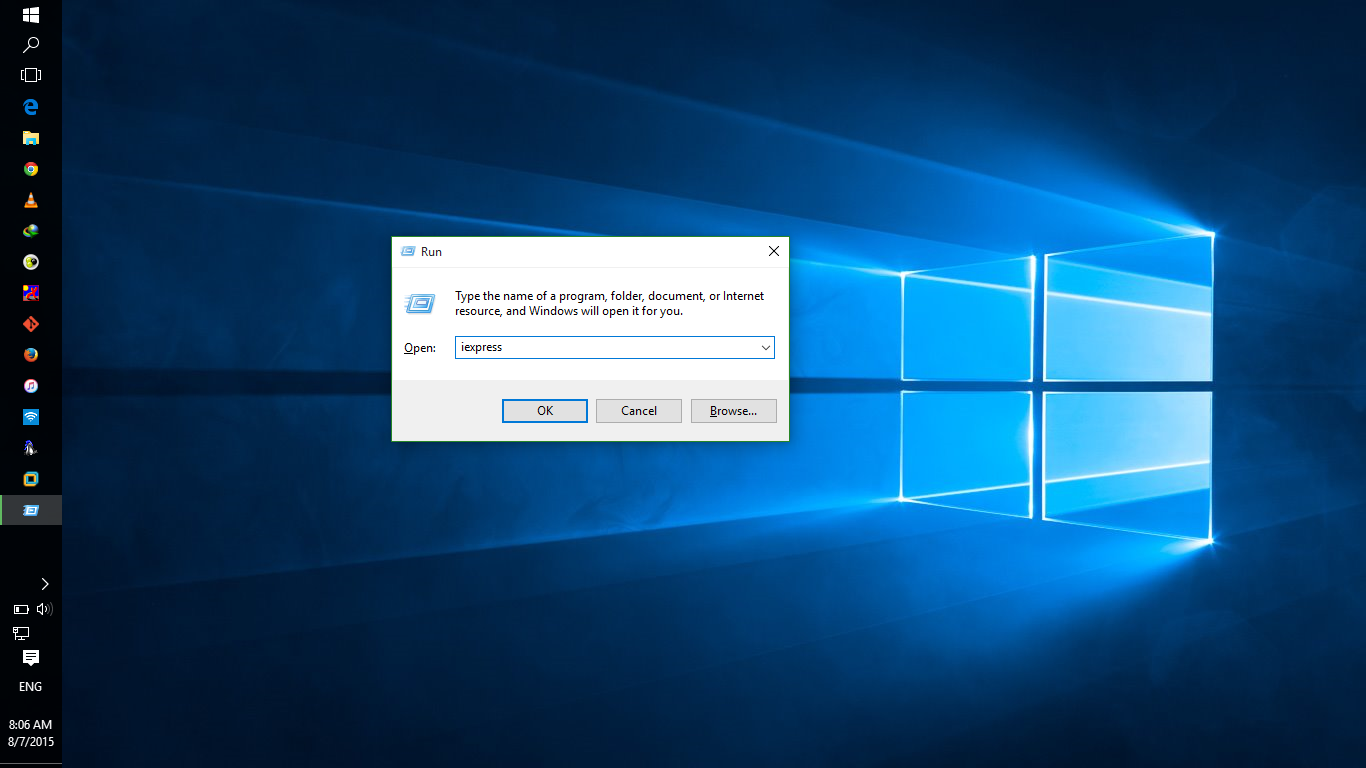 Run
Type the name of a program, folder, document, or Internet
resource, and Windows will open it for you.
Open:
iexpress
OK
Cancel
Browse...
ENG
8:06 AM
8/7/2015